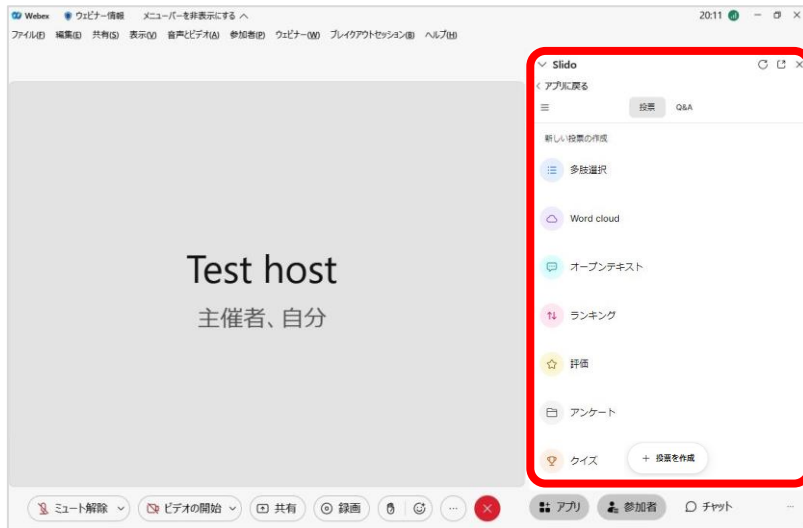 Webex ウェビナー情報 メニューバーを非表示にする 20:11
ファイル(F) 編集(E) 共有(S) 表示(V) 音声とビデオ(A) 参加者(P) ウェビナー(W) ブレイクアウトセッション(B) ヘルプ(H)
Slido
アプリに戻る
投票 Q&A
新しい投票の作成
多肢選択
Word cloud
オープンテキスト
ランキング
評価
アンケート
クイズ
+ 投票を作成
Test host
主催者、自分
ミュート解除 ビデオの開始 共有 録画 アプリ 参加者 チャット